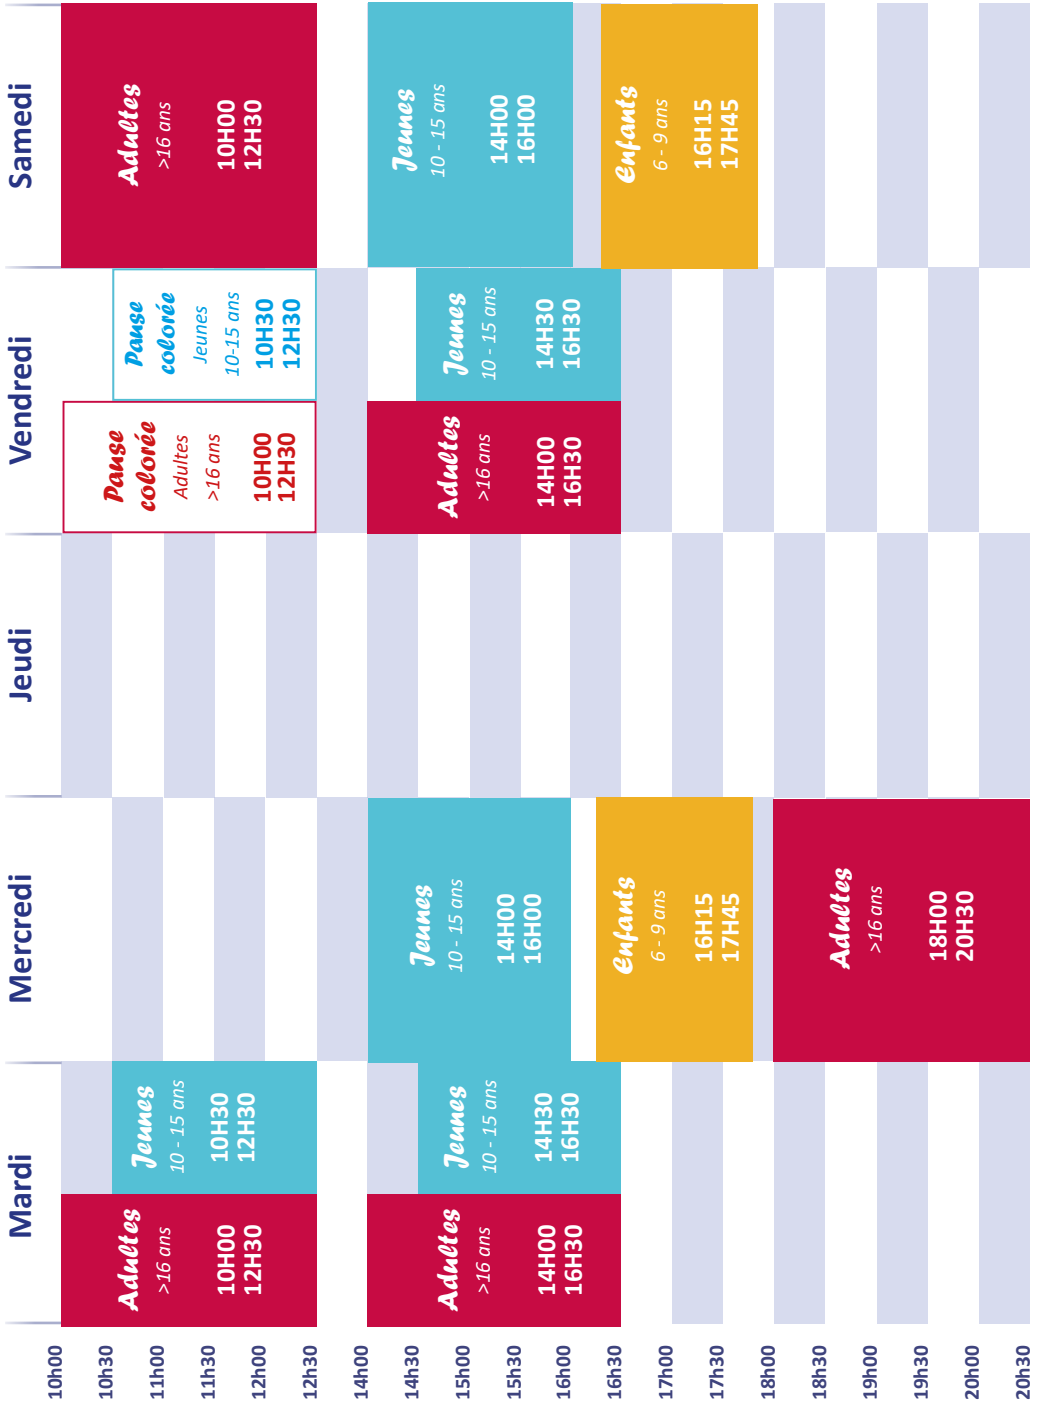 Mardi
Mercredi
Jeudi
Vendredi
Samedi
10h00
10h30
11h00
11h30
12h00
12h30
14h00
14h30
15h00
15h30
16h00
16h30
17h00
17h30
18h00
18h30
19h00
19h30
20h00
20h30
Adultes
>16 ans
10H00
12H30
Jeunes
10 - 15 ans
10H30
12H30
Adultes
>16 ans
14H00
16H30
Jeunes
10 - 15 ans
14H30
16H30
Jeunes
10 - 15 ans
14H00
16H00
Enfants
6 - 9 ans
16H15
17H45
Adultes
>16 ans
18H00
20H30
Pause
colorée
Adultes
>16 ans
10H00
12H30
Pause
colorée
Jeunes
10-15 ans
10H30
12H30
Adultes
>16 ans
14H00
16H30
Jeunes
10 - 15 ans
14H30
16H30
Adultes
>16 ans
10H00
12H30
Jeunes
10 - 15 ans
14H00
16H00
Enfants
6 - 9 ans
16H15
17H45